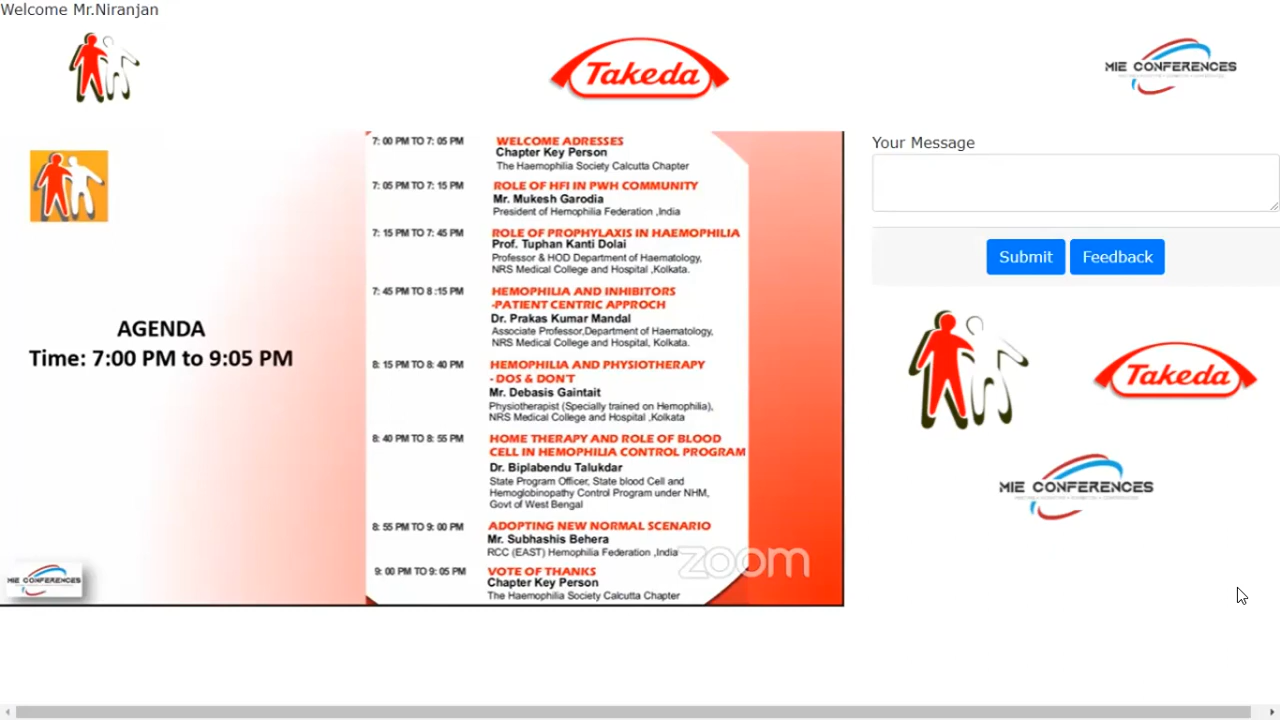 Welcome Mr.Niranjan
Takeda
MIE CONFERENCES
AGENDA
Time: 7:00 PM to 9:05 PM
MIE CONFERENCES
7: 00 PM TO 7: 05 PM
WELCOME ADRESSES
Chapter Key Person
The Haemophilia Society Calcutta Chapter
7: 05 PM TO 7: 15 PM
ROLE OF HFI IN PWH COMMUNITY
Mr. Mukesh Garodia
President of Hemophilia Federation ,India
7: 15 PM TO 7: 45 PM
ROLE OF PROPHYLAXIS IN HAEMOPHILIA
Prof. Tuphan Kanti Dolai
Professor & HOD Department of Haematology,
NRS Medical College and Hospital ,Kolkata.
7: 45 PM TO 8 :15 PM
HEMOPHILIA AND INHIBITORS
-PATIENT CENTRIC APPROCH
Dr. Prakas Kumar Mandal
Associate Professor,Department of Haematology,
NRS Medical College and Hospital, Kolkata.
8: 15 PM TO 8: 40 PM
HEMOPHILIA AND PHYSIOTHERAPY
- DOS & DON'T
Mr. Debasis Gaintait
Physiotherapist (Specially trained on Hemophilia),
NRS Medical College and Hospital ,Kolkata
8: 40 PM TO 8: 55 PM
HOME THERAPY AND ROLE OF BLOOD
CELL IN HEMOPHILIA CONTROL PROGRAM
Dr. Biplabendu Talukdar
State Program Officer, State blood Cell and
Hemoglobinopathy Control Program under NHM,
Govt of West Bengal
8: 55 PM TO 9: 00 PM
ADOPTING NEW NORMAL SCENARIO
Mr. Subhashis Behera
RCC (EAST) Hemophilia Federation ,India
9: 00 PM TO 9: 05 PM
VOTE OF THANKS
Chapter Key Person
The Haemophilia Society Calcutta Chapter
zoom
Your Message
Submit
Feedback
Takeda
MIE CONFERENCES